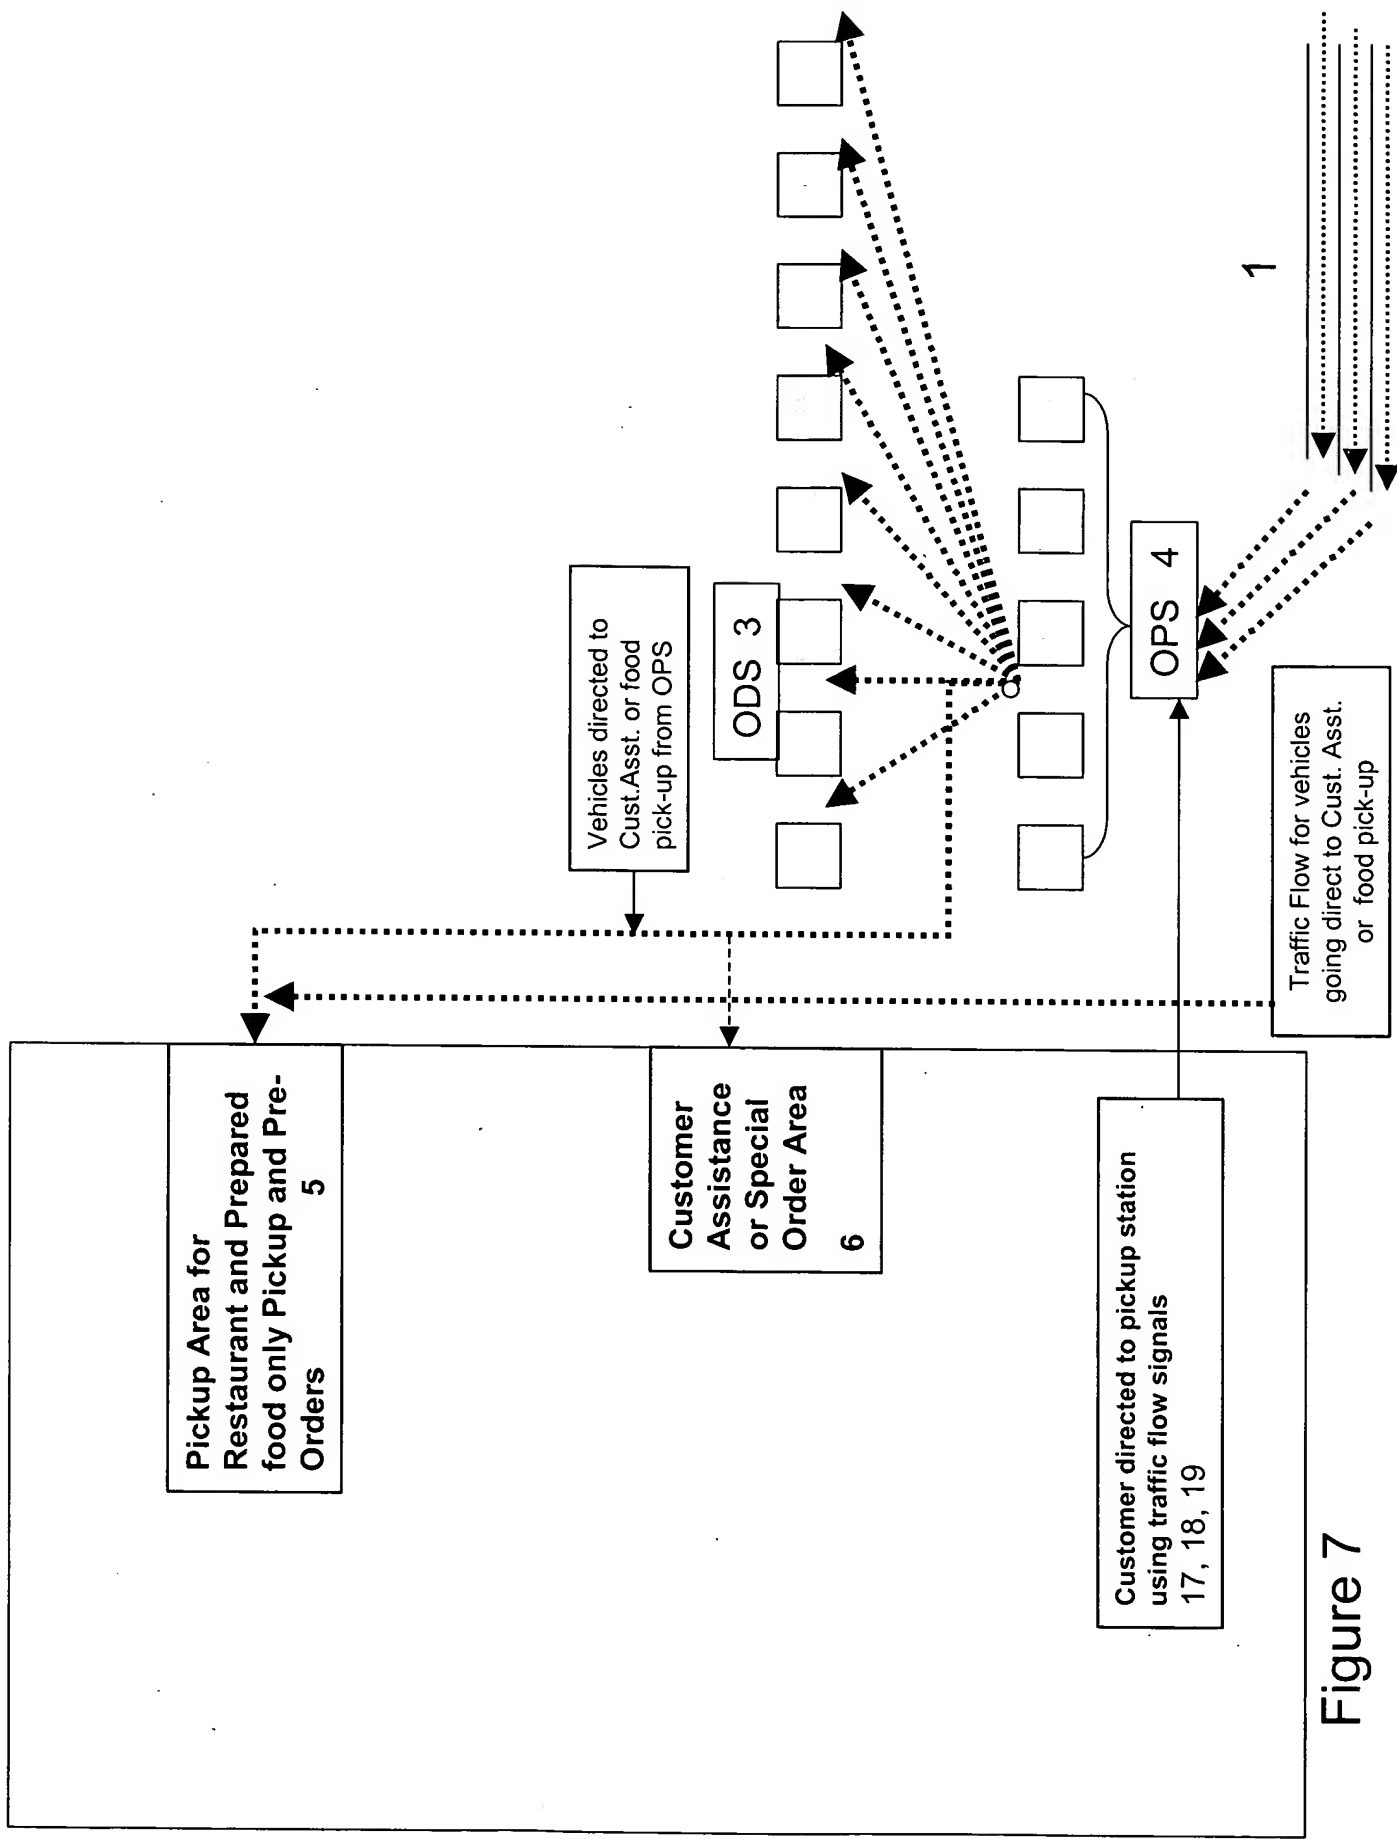 Pickup Area for
Restaurant and Prepared
food only Pickup and Pre-
Orders 5
Customer
Assistance
or Special
Order Area
6
Customer directed to pickup station
using traffic flow signals
17, 18, 19
Vehicles directed to
Cust.Asst. or food
pick-up from OPS
ODS 3
OPS 4
1
Traffic Flow for vehicles
going direct to Cust. Asst.
or food pick-up
Figure 7